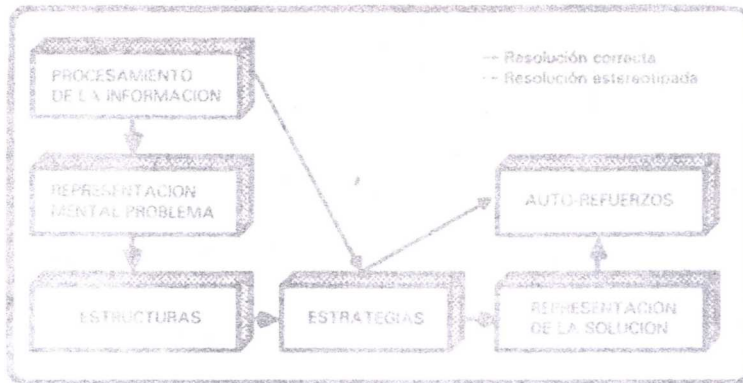 PROCESAMIENTO
DE LA INFORMACION
→ Resolución correcta
-→ Resolución estereotipada
REPRESENTACION
MENTAL PROBLEMA
AUTO-REFUERZOS
ESTRUCTURAS
ESTRATEGIAS
REPRESENTACION
DE LA SOLUCION